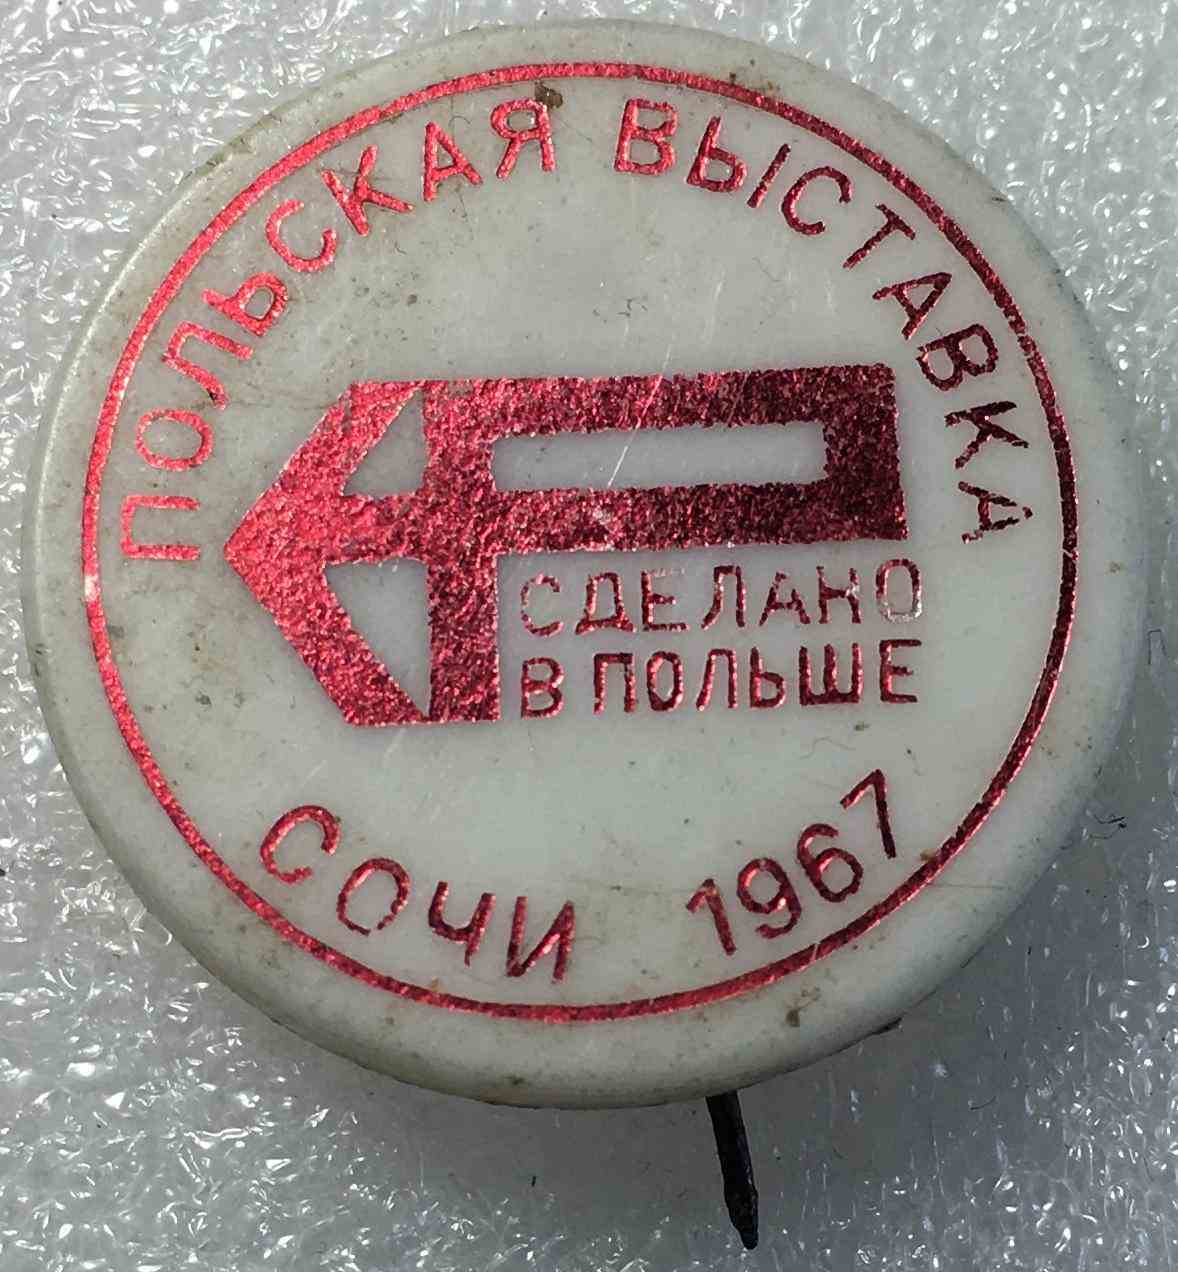 ПОЛЬСКАЯ ВЫСТАВКА
СДЕЛАНО
В ПОЛЬШЕ
СОЧИ 1967